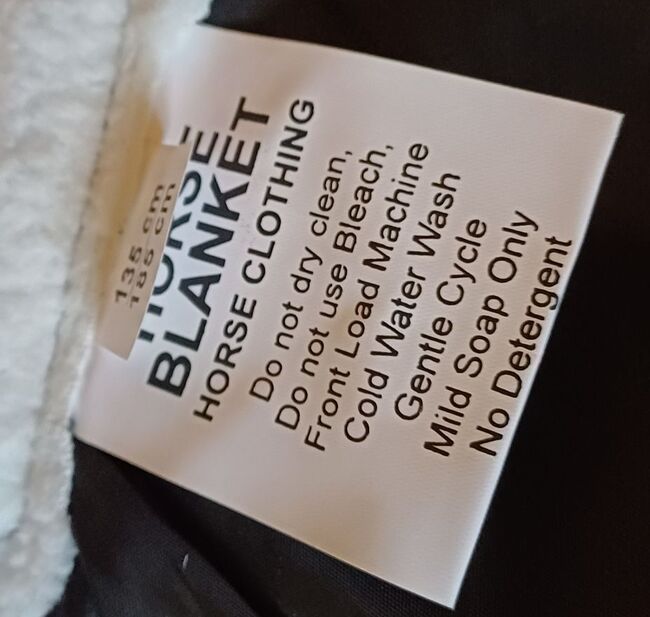 135 cm
185 cm
HORSE
BLANKET
HORSE CLOTHING
Do not dry clean,
Do not use Bleach,
Front Load Machine
Cold Water Wash
Gentle Cycle
Mild Soap Only
No Detergent